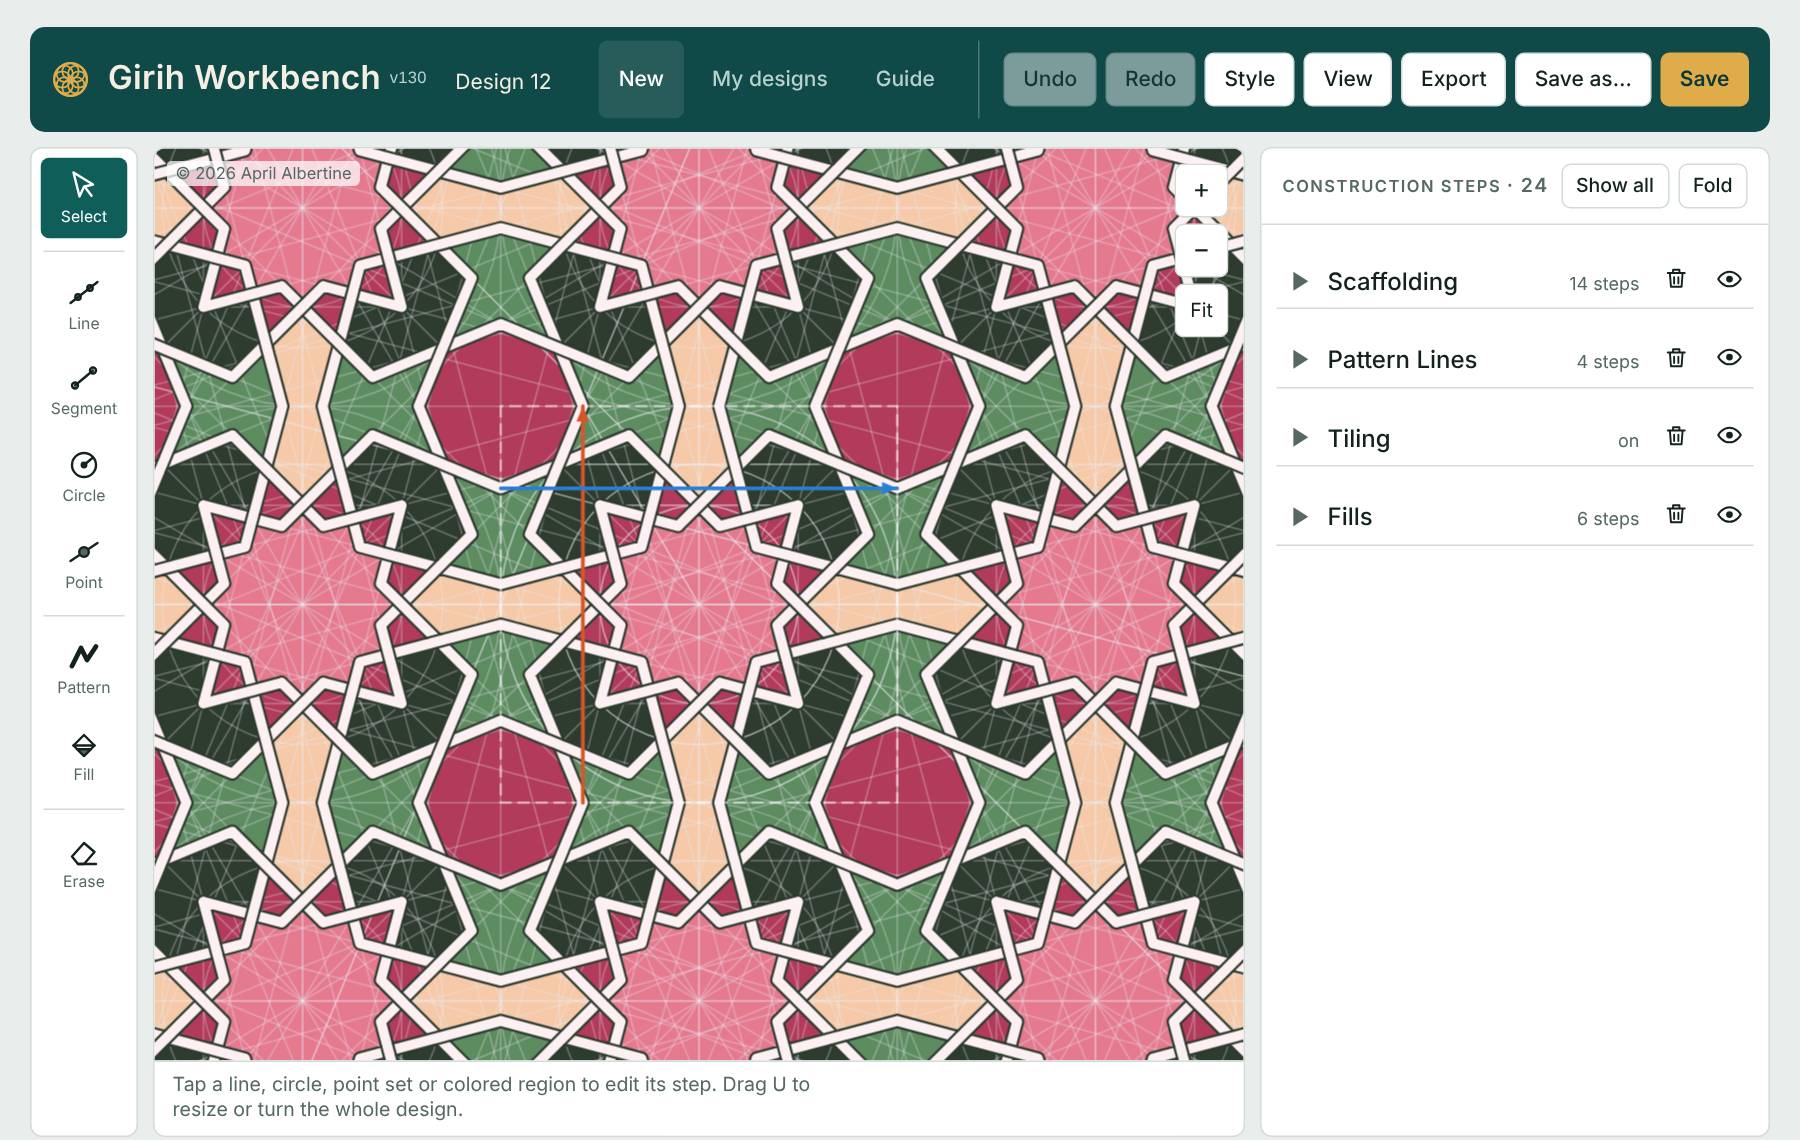 Girih Workbench v130 Design 12 New My designs Guide Undo Redo Style View Export Save as... Save
Select
Line
Segment
Circle
Point
Pattern
Fill
Erase
© 2026 April Albertine
+
−
Fit
Tap a line, circle, point set or colored region to edit its step. Drag U to
resize or turn the whole design.
CONSTRUCTION STEPS · 24 Show all Fold
Scaffolding 14 steps
Pattern Lines 4 steps
Tiling on
Fills 6 steps